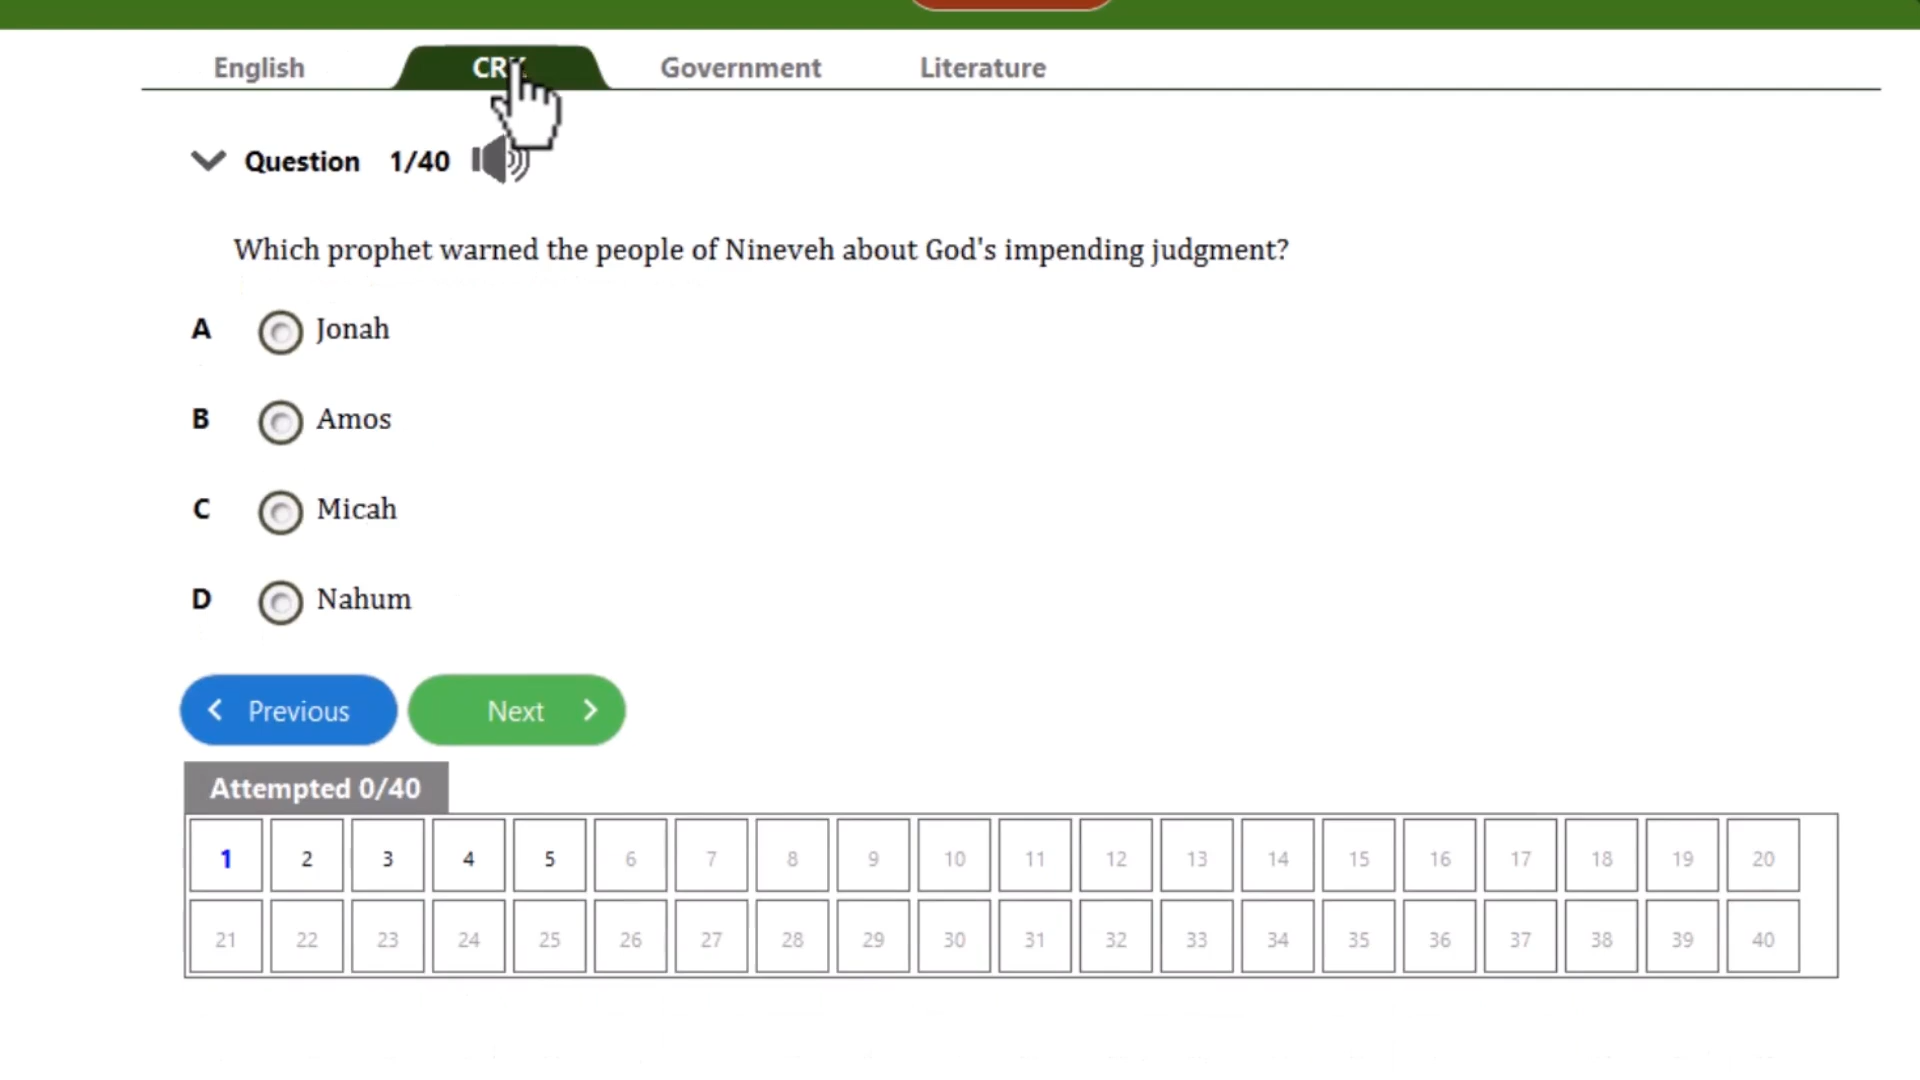 English CRK Government Literature
Question 1/40
Which prophet warned the people of Nineveh about God's impending judgment?
A Jonah
B Amos
C Micah
D Nahum
Previous Next
Attempted 0/40
1 2 3 4 5 6 7 8 9 10 11 12 13 14 15 16 17 18 19 20
21 22 23 24 25 26 27 28 29 30 31 32 33 34 35 36 37 38 39 40